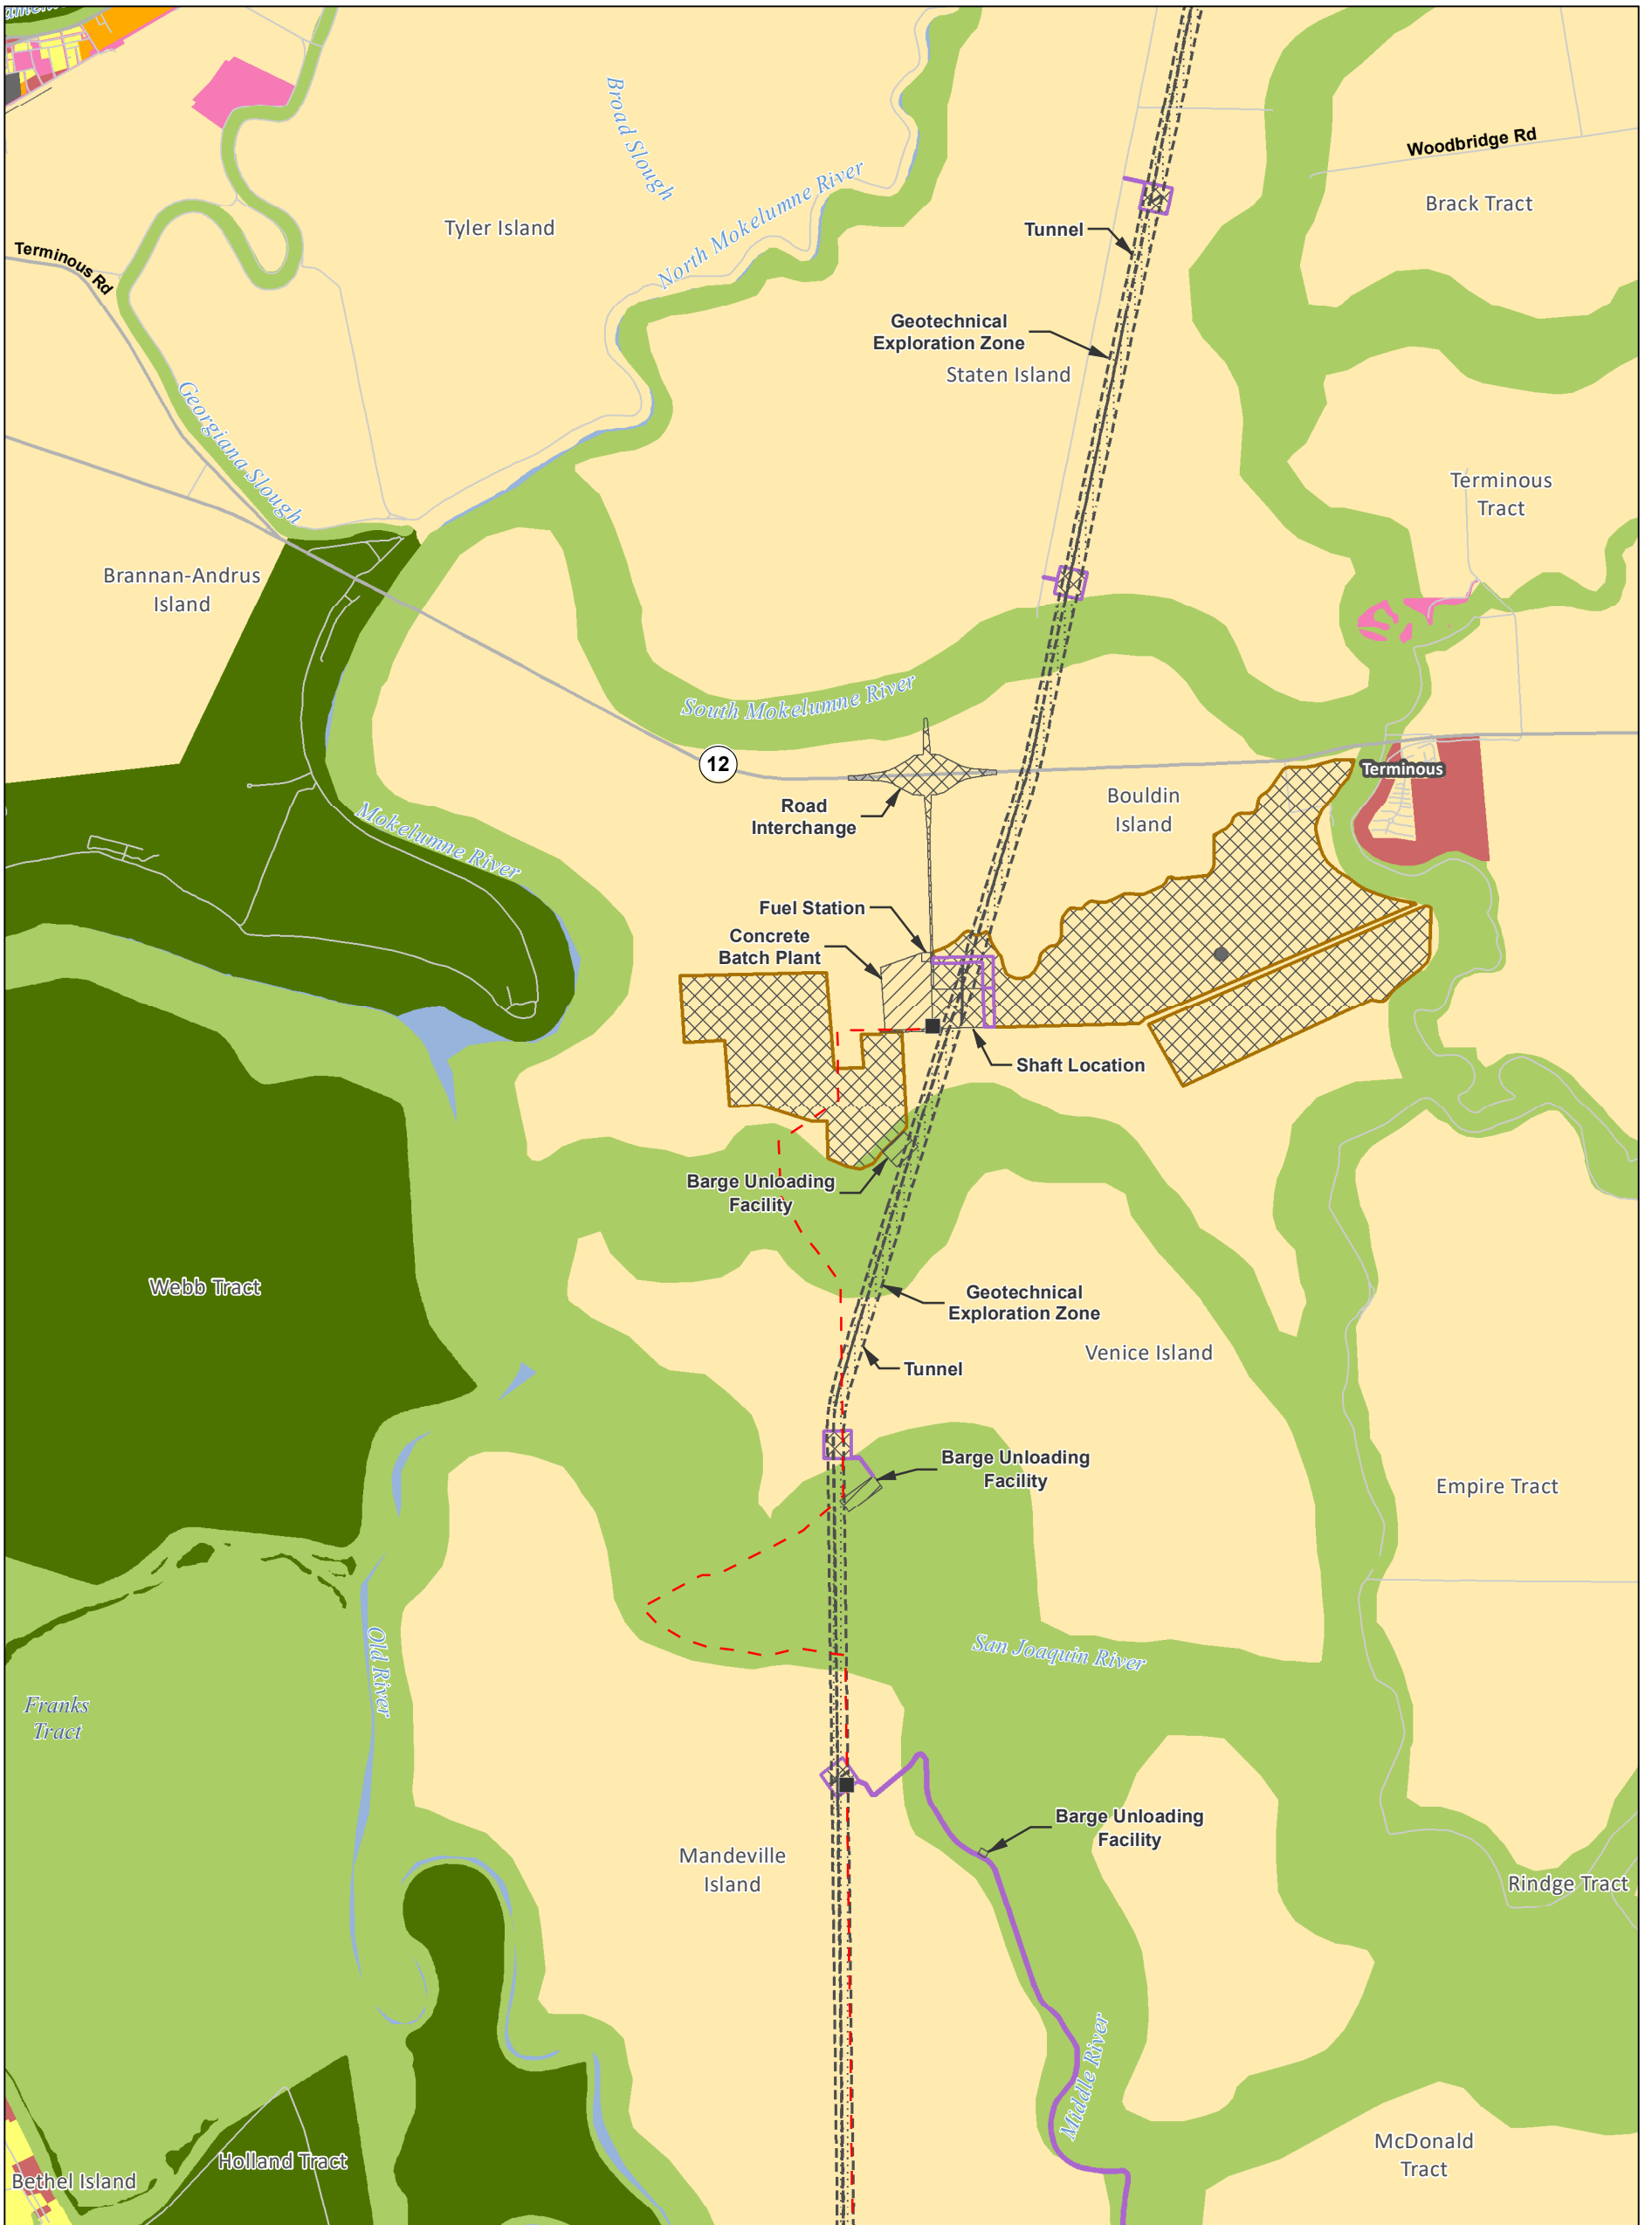 Broad Slough
Woodbridge Rd
Brack Tract
Tyler Island
North Mokelumne River
Tunnel
Terminous Rd
Geotechnical
Exploration Zone
Staten Island
Georgiana Slough
Terminous
Tract
Brannan-Andrus
Island
South Mokelumne River
12
Terminous
Road
Interchange
Bouldin
Island
Mokelumne River
Fuel Station
Concrete
Batch Plant
Shaft Location
Barge Unloading
Facility
Webb Tract
Geotechnical
Exploration Zone
Venice Island
Tunnel
Barge Unloading
Facility
Empire Tract
San Joaquin River
Old River
Franks
Tract
Barge Unloading
Facility
Mandeville
Island
Rindge Tract
Middle River
McDonald
Tract
Holland Tract
Bethel Island